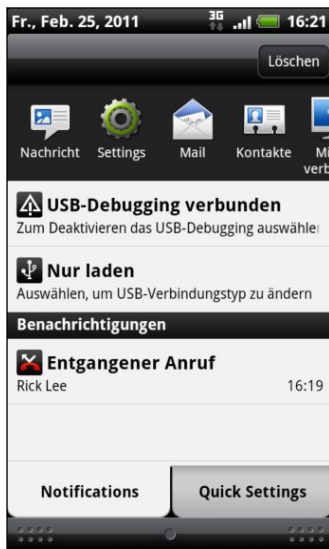 Fr., Feb. 25, 2011 3G 16:21
Löschen
Nachricht Settings Mail Kontakte Mi
verb
USB-Debugging verbunden
Zum Deaktivieren das USB-Debugging auswähle
Nur laden
Auswählen, um USB-Verbindungstyp zu ändern
Benachrichtigungen
Entgangener Anruf
Rick Lee 16:19
Notifications Quick Settings